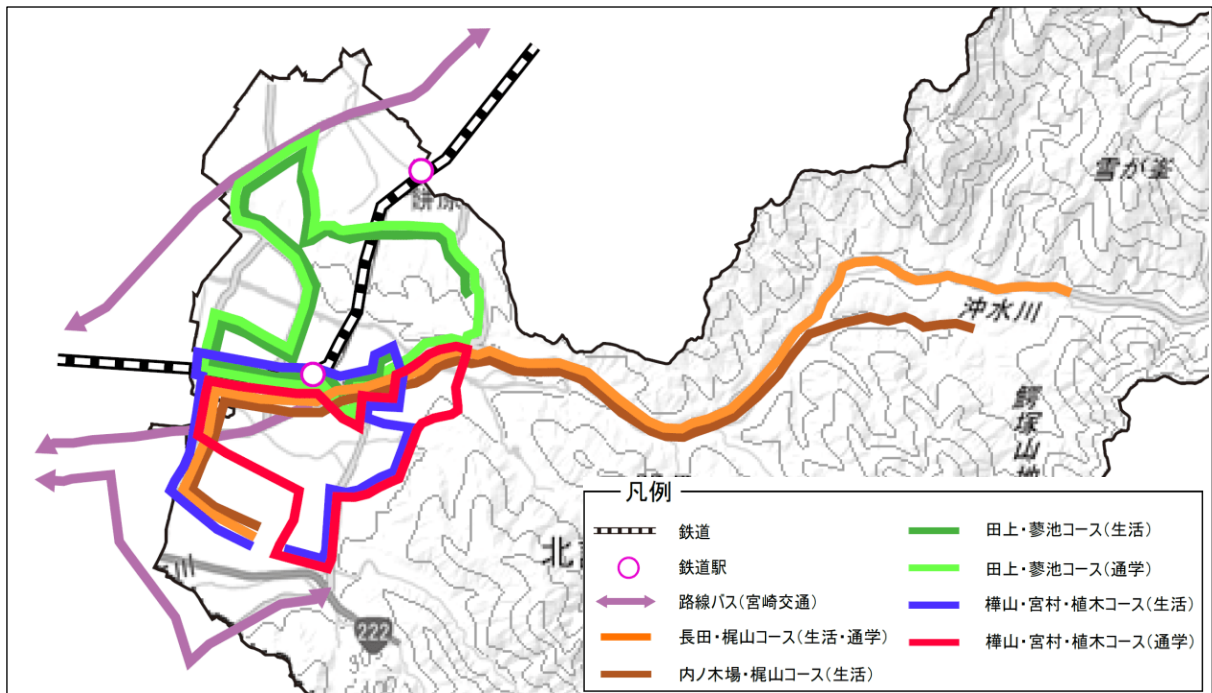 雪が峯
沖水川
鰐塚山地
222
凡例
鉄道
鉄道駅
路線バス(宮崎交通)
長田・梶山コース(生活・通学)
内ノ木場・梶山コース(生活)
田上・蓼池コース(生活)
田上・蓼池コース(通学)
樺山・宮村・植木コース(生活)
樺山・宮村・植木コース(通学)